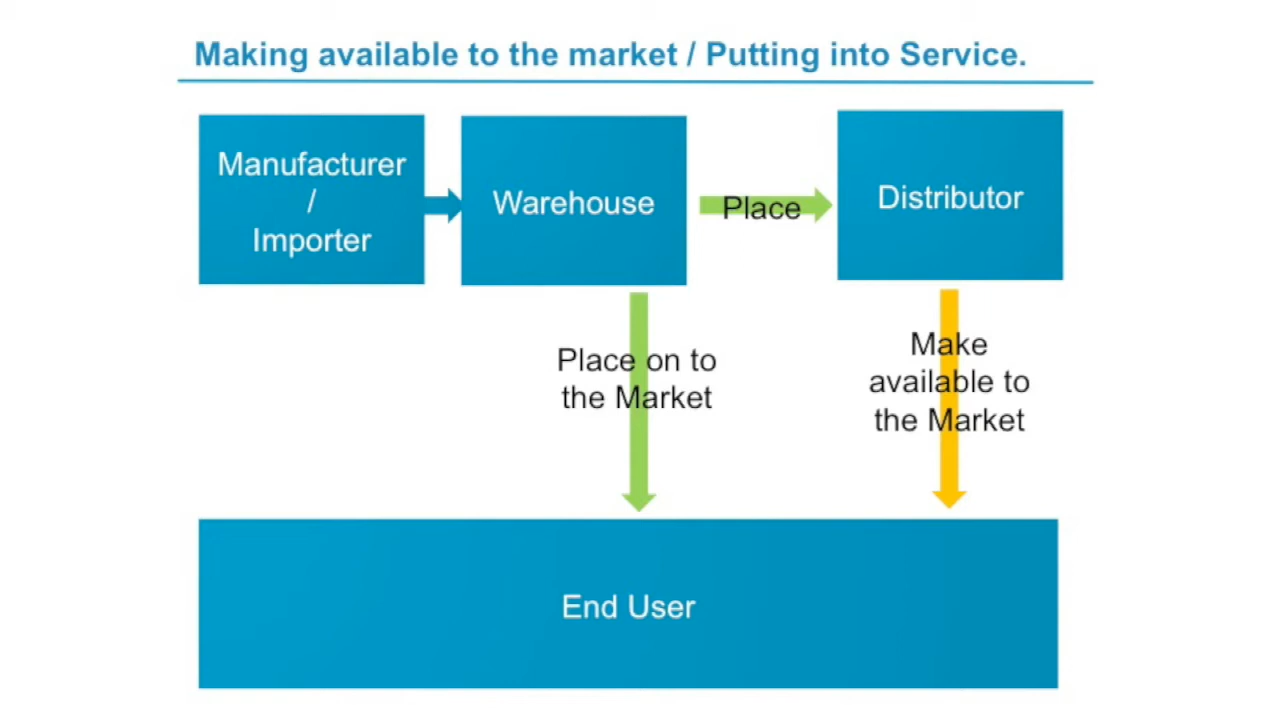 Making available to the market / Putting into Service.
Manufacturer
/
Importer
Warehouse
Place
Distributor
Place on to
the Market
Make
available to
the Market
End User